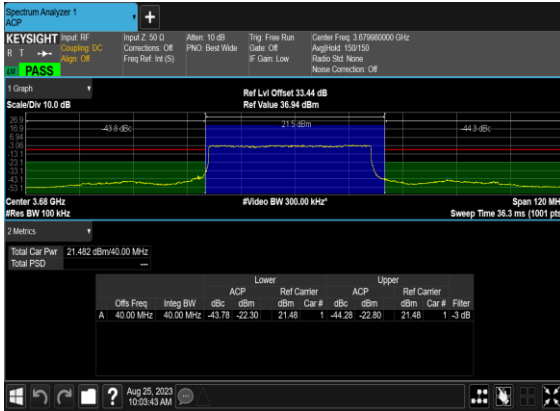 Spectrum Analyzer 1
ACP
KEYSIGHT
R T
PASS
Input: RF
Coupling: DC
Align: Off
Input Z: 50 Ω
Corrections: Off
Freq Ref: Int (S)
Atten: 10 dB
PNO: Best Wide
Trig: Free Run
Gate: Off
IF Gain: Low
Center Freq: 3.679980000 GHz
Avg|Hold: 150/150
Radio Std: None
Noise Correction: Off
1 Graph
Scale/Div 10.0 dB
Ref Lvl Offset 33.44 dB
Ref Value 36.94 dBm
26.9
16.9
6.94
-3.06
-13.1
-23.1
-33.1
-43.1
-53.1
-43.8 dBc
21.5 dBm
-44.3 dBc
Center 3.68 GHz
#Res BW 100 kHz
#Video BW 300.00 kHz*
Span 120 MH
Sweep Time 36.3 ms (1001 pts
2 Metrics
Total Car Pwr 21.482 dBm/40.00 MHz
Total PSD —
Lower Upper
ACP Ref Carrier ACP Ref Carrier
Offs Freq Integ BW dBc dBm dBm Car # dBc dBm dBm Car # Filter
A 40.00 MHz 40.00 MHz -43.78 -22.30 21.48 1 -44.28 -22.80 21.48 1 -3 dB
Aug 25, 2023
10:03:43 AM